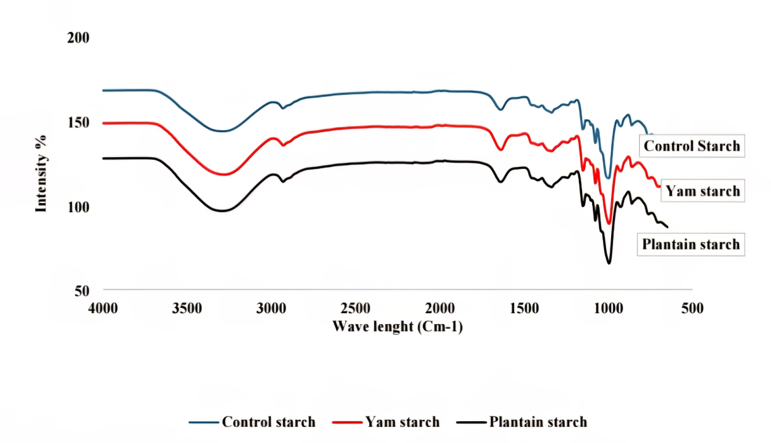 200
150
100
50
Intensity %
4000 3500 3000 2500 2000 1500 1000 500
Wave lenght (Cm-1)
Control Starch
Yam starch
Plantain starch
Control starch Yam starch Plantain starch